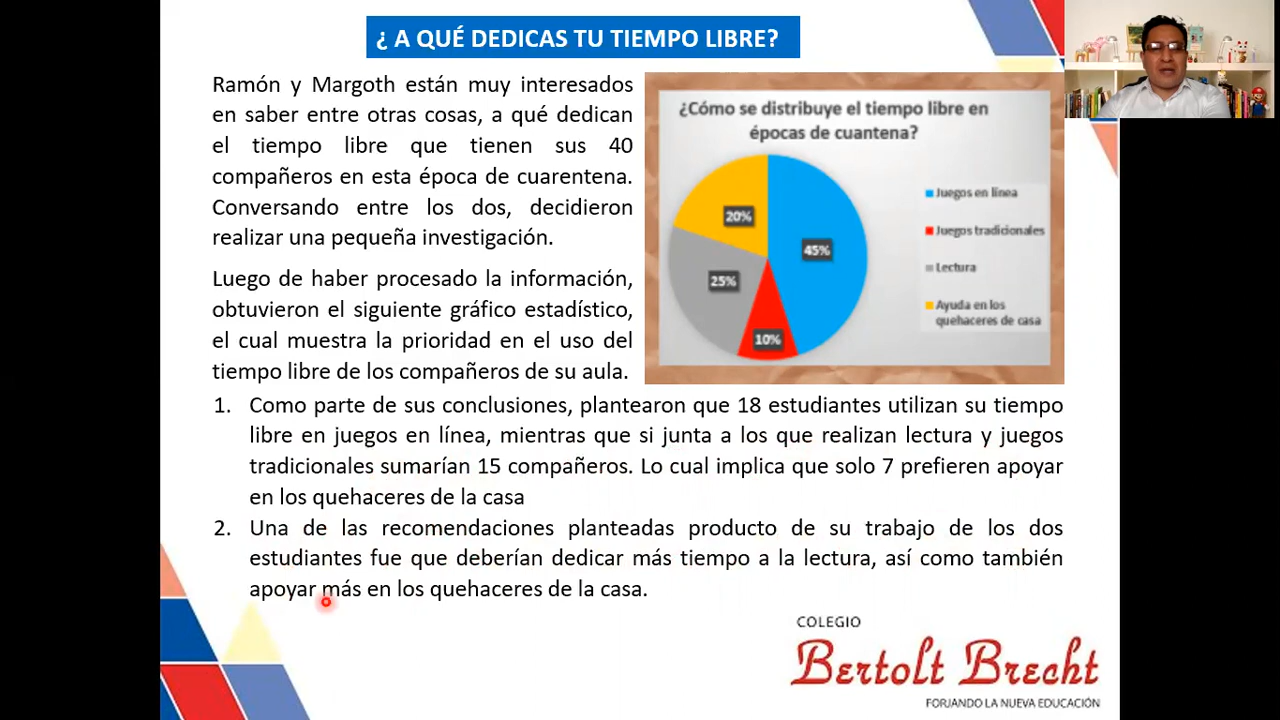 ¿ A QUÉ DEDICAS TU TIEMPO LIBRE?
Ramón y Margoth están muy interesados
en saber entre otras cosas, a qué dedican
el tiempo libre que tienen sus 40
compañeros en esta época de cuarentena.
Conversando entre los dos, decidieron
realizar una pequeña investigación.
Luego de haber procesado la información,
obtuvieron el siguiente gráfico estadístico,
el cual muestra la prioridad en el uso del
tiempo libre de los compañeros de su aula.
¿Cómo se distribuye el tiempo libre en
épocas de cuantena?
20%
45%
25%
10%
Juegos en línea
Juegos tradicionales
Lectura
Ayuda en los
quehaceres de casa
1. Como parte de sus conclusiones, plantearon que 18 estudiantes utilizan su tiempo
libre en juegos en línea, mientras que si junta a los que realizan lectura y juegos
tradicionales sumarían 15 compañeros. Lo cual implica que solo 7 prefieren apoyar
en los quehaceres de la casa
2. Una de las recomendaciones planteadas producto de su trabajo de los dos
estudiantes fue que deberían dedicar más tiempo a la lectura, así como también
apoyar más en los quehaceres de la casa.
COLEGIO
Bertolt Brecht
FORJANDO LA NUEVA EDUCACIÓN